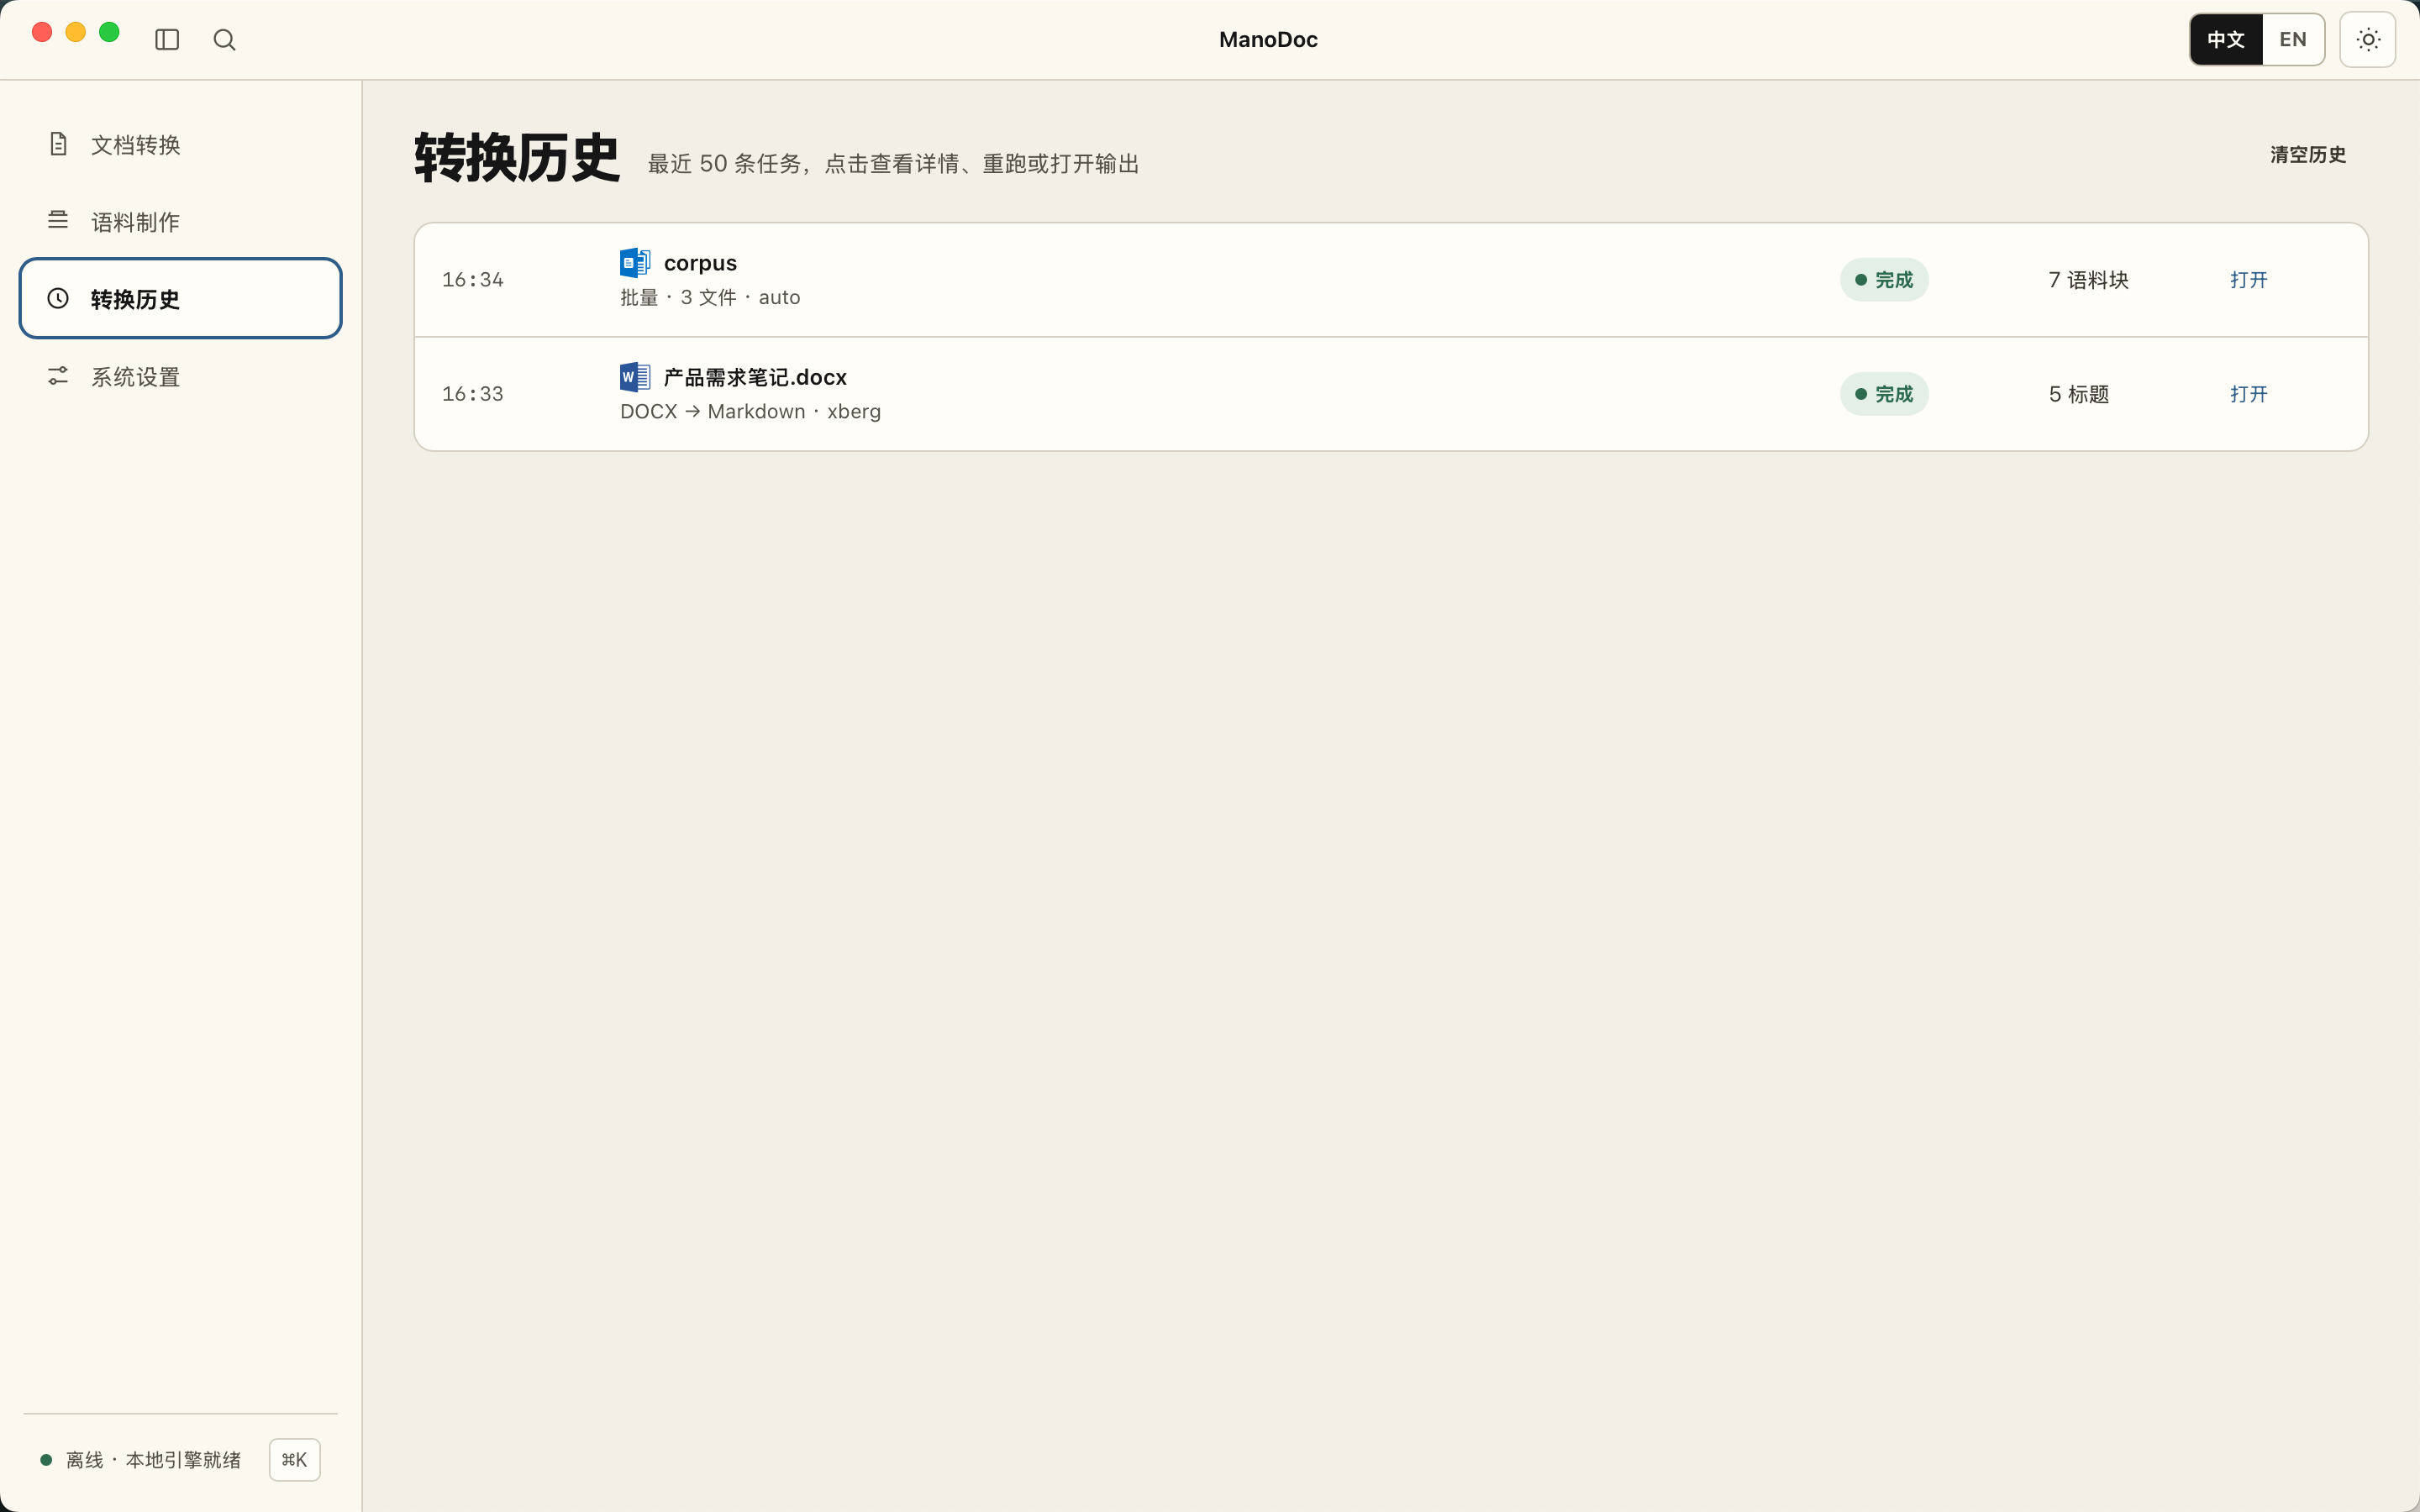 ManoDoc
中文
EN
文档转换
语料制作
转换历史
系统设置
转换历史
最近 50 条任务，点击查看详情、重跑或打开输出
清空历史
16:34
corpus
批量 · 3 文件 · auto
完成
7 语料块
打开
16:33
W
产品需求笔记.docx
DOCX → Markdown · xberg
完成
5 标题
打开
离线 · 本地引擎就绪
⌘K